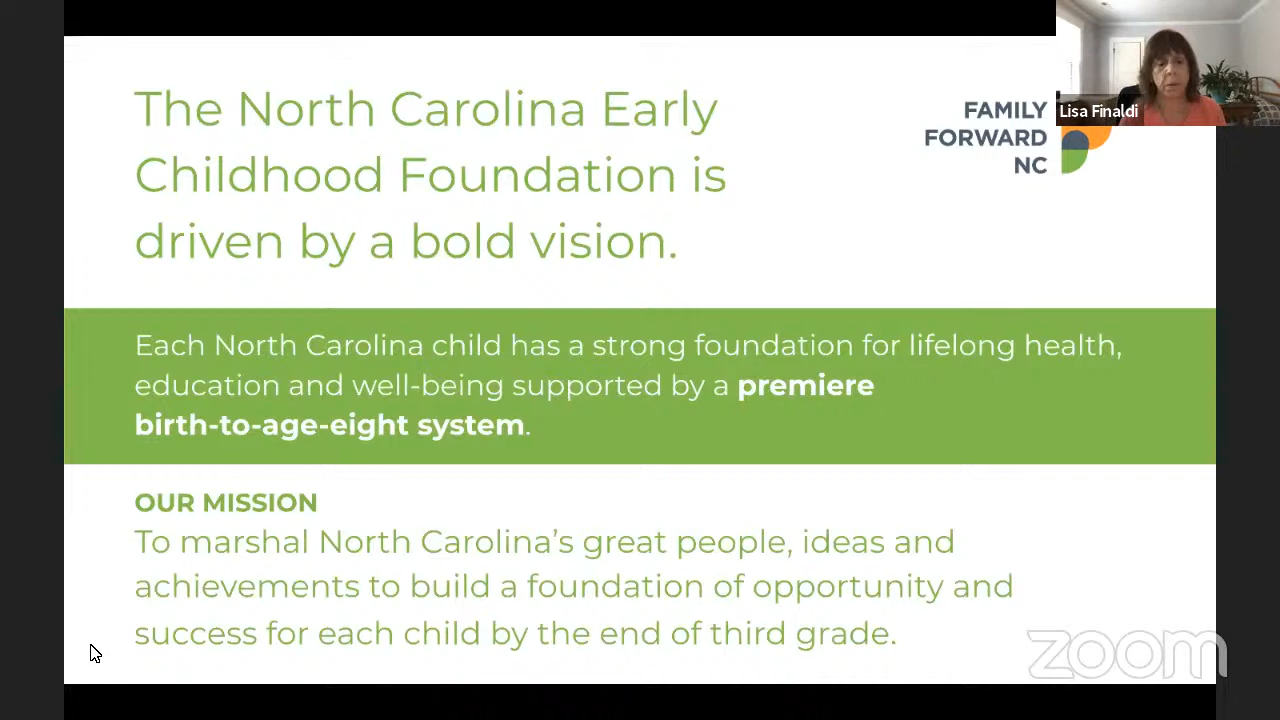 The North Carolina Early
Childhood Foundation is
driven by a bold vision.
FAMILY
FORWARD
NC
Lisa Finaldi
Each North Carolina child has a strong foundation for lifelong health,
education and well-being supported by a premiere
birth-to-age-eight system.
OUR MISSION
To marshal North Carolina’s great people, ideas and
achievements to build a foundation of opportunity and
success for each child by the end of third grade.
zoom